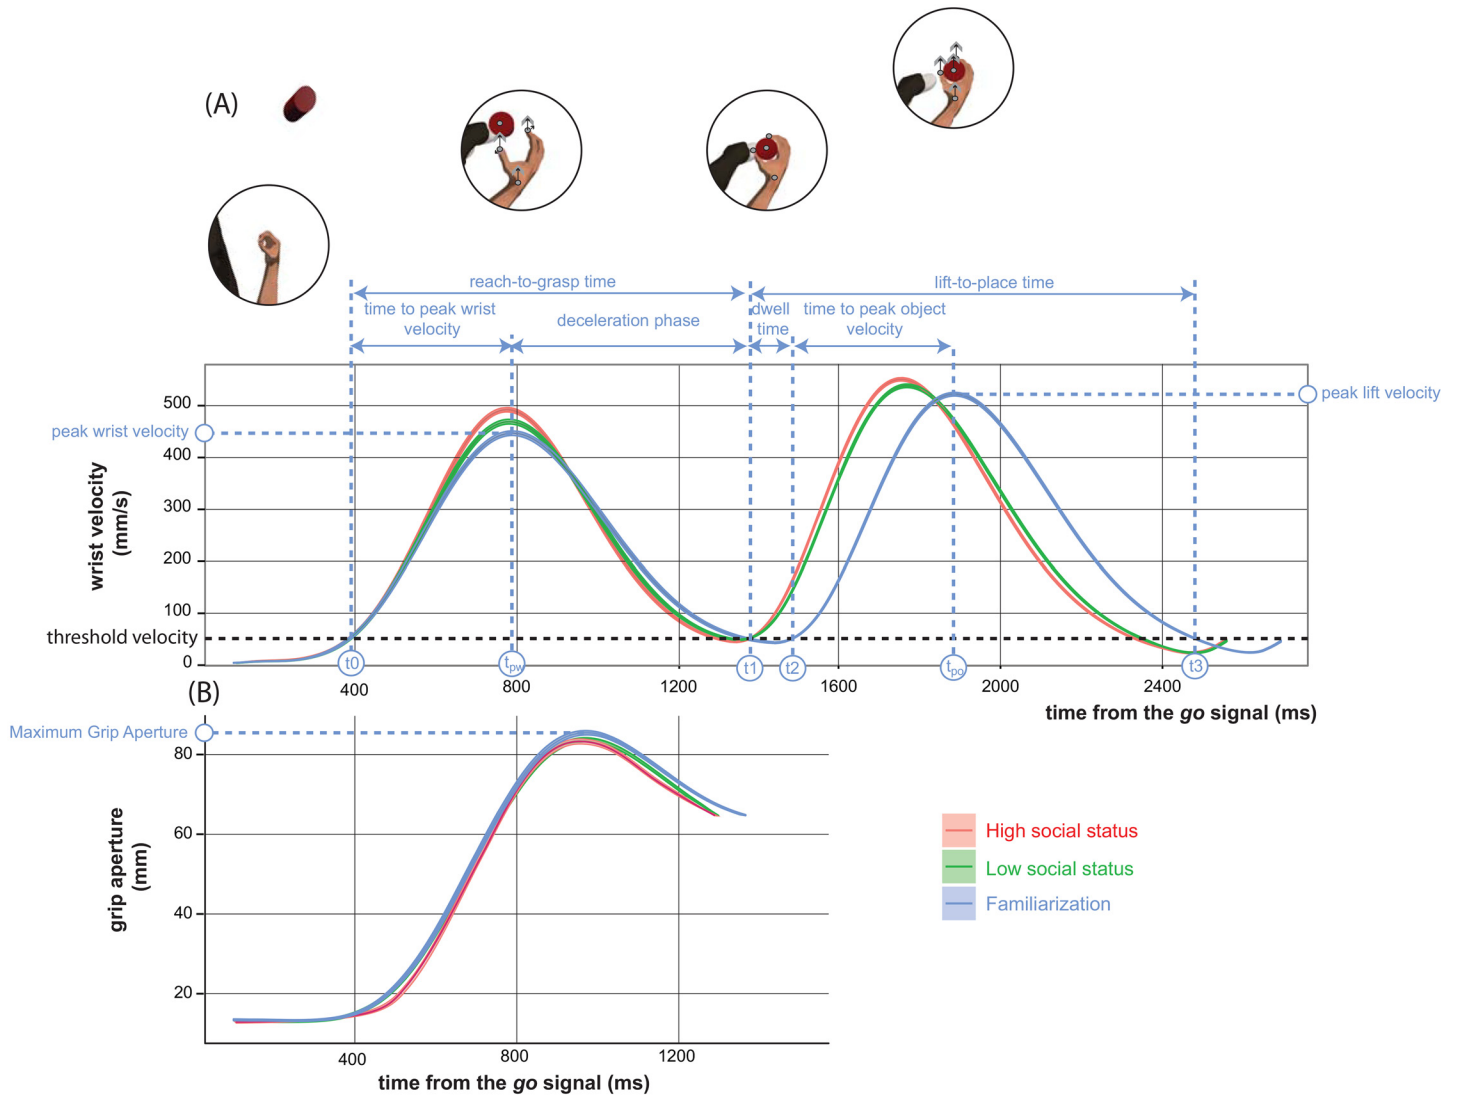 (A)
reach-to-grasp time
lift-to-place time
time to peak wrist
velocity
deceleration phase
dwell
time
time to peak object
velocity
500
peak wrist velocity
400
300
200
100
threshold velocity
0
wrist velocity
(mm/s)
peak lift velocity
t0
tpw
t1
t2
tpo
t3
400
800
1200
1600
2000
2400
time from the go signal (ms)
(B)
Maximum Grip Aperture
80
60
40
20
grip aperture
(mm)
400
800
1200
time from the go signal (ms)
High social status
Low social status
Familiarization